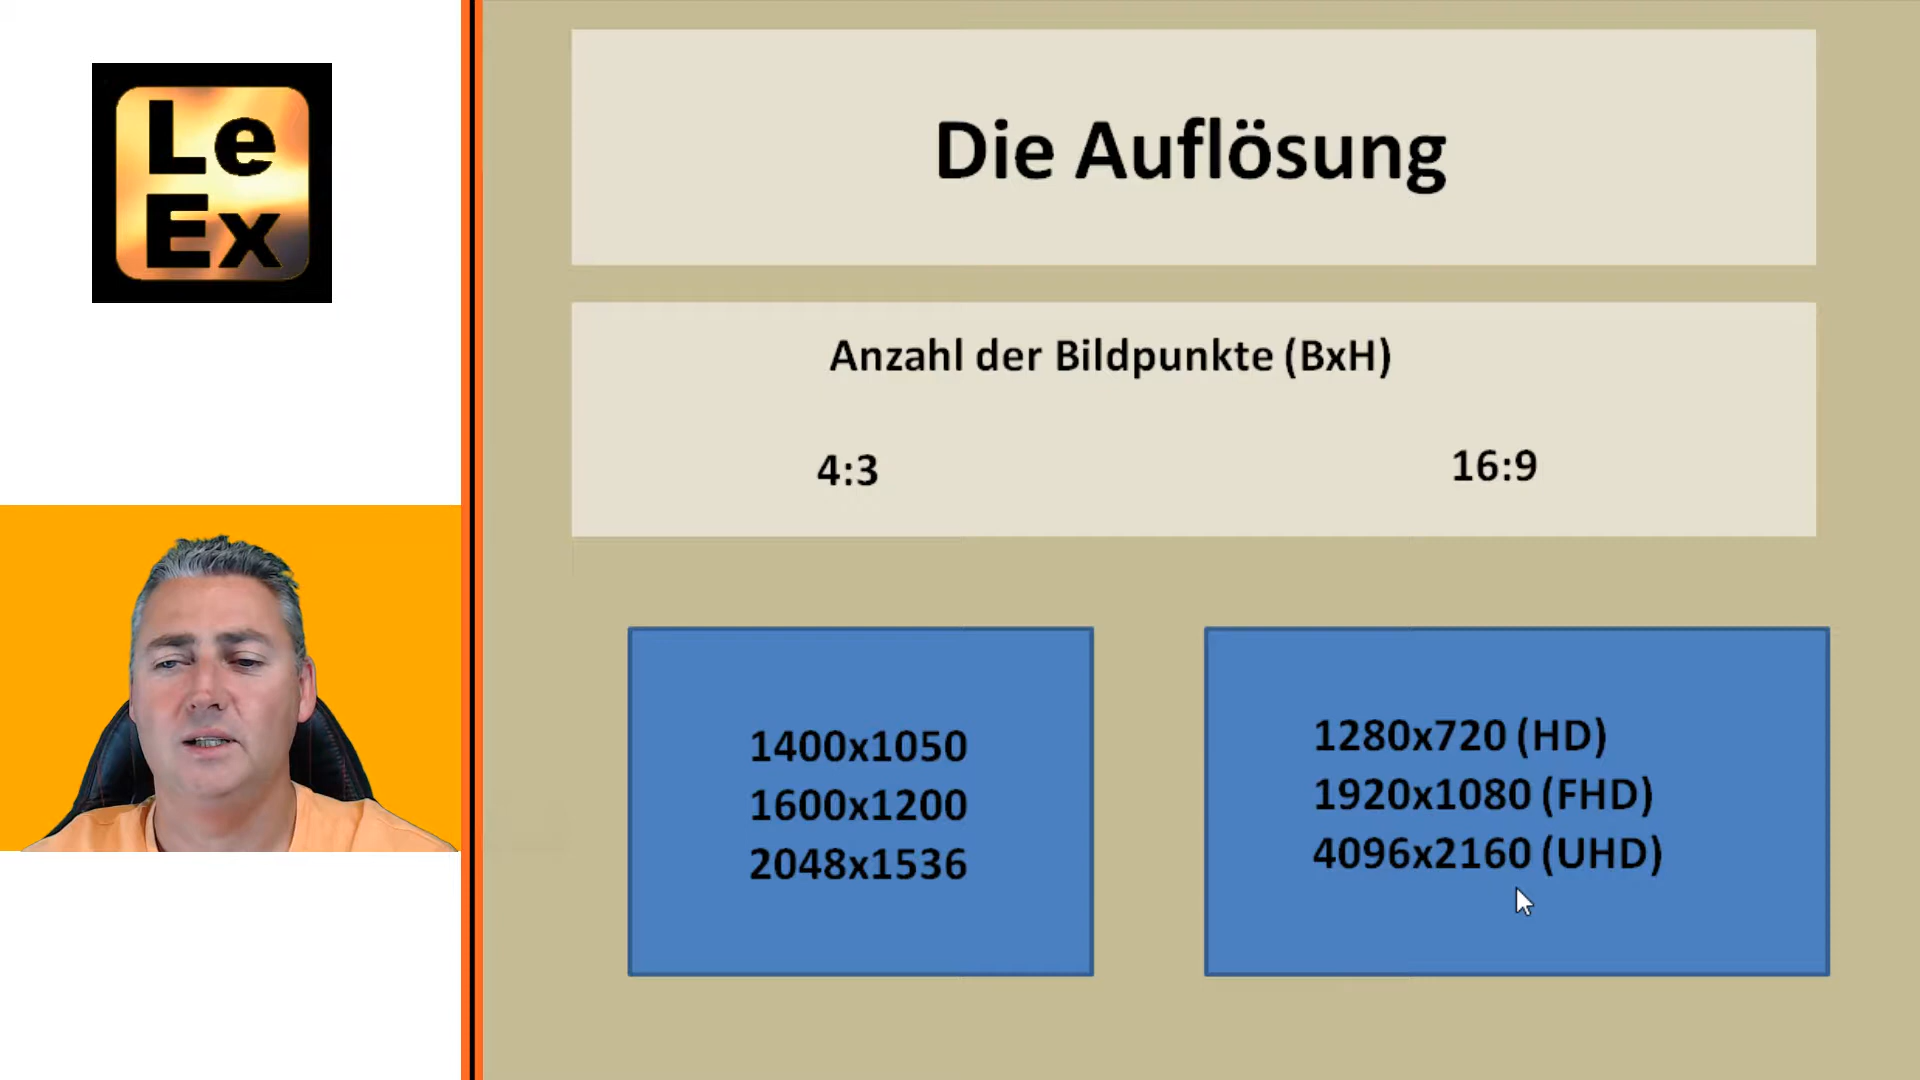 Le
Ex
Die Auflösung
Anzahl der Bildpunkte (BxH)
4:3
16:9
1400x1050
1600x1200
2048x1536
1280x720 (HD)
1920x1080 (FHD)
4096x2160 (UHD)